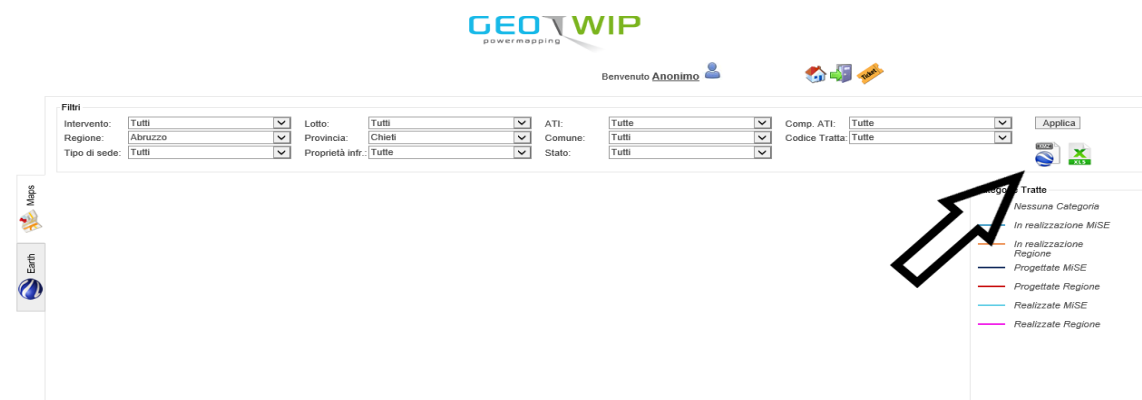 GEO WIP
powermapping
Benvenuto Anonimo
Ticket
Filtri
Intervento: Tutti Lotto: Tutti ATI: Tutte Comp. ATI: Tutte Applica
Regione: Abruzzo Provincia: Chieti Comune: Tutti Codice Tratta: Tutte
Tipo di sede: Tutti Proprietà infr.: Tutte Stato: Tutti
KMZ XLS
Maps
Earth
Tratte
Nessuna Categoria
In realizzazione MiSE
In realizzazione
Regione
Progettate MiSE
Progettate Regione
Realizzate MiSE
Realizzate Regione